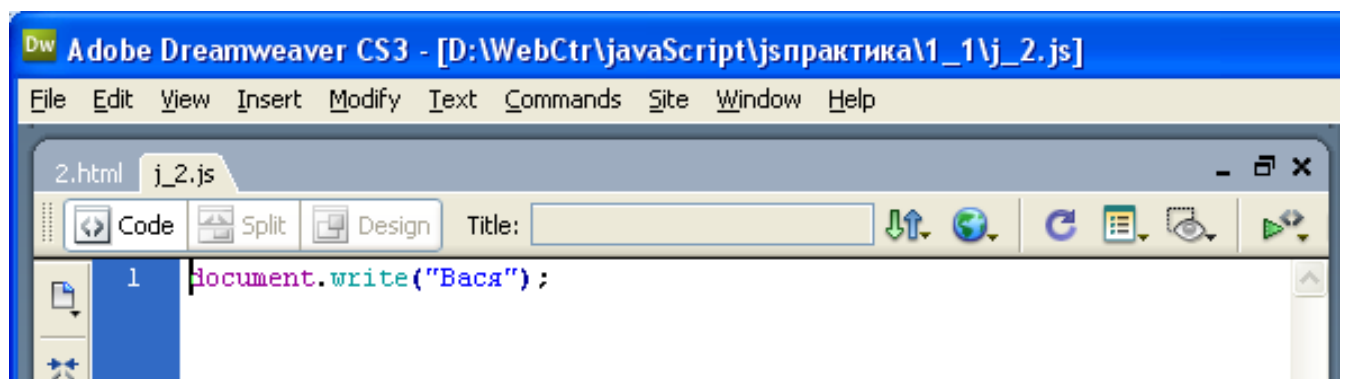 Dw Adobe Dreamweaver CS3 - [D:\WebCtr\javaScript\jsпрактика\1_1\j_2.js]
File Edit View Insert Modify Text Commands Site Window Help
2.html j_2.js
Code Split Design Title:
1 document.write("Вася");